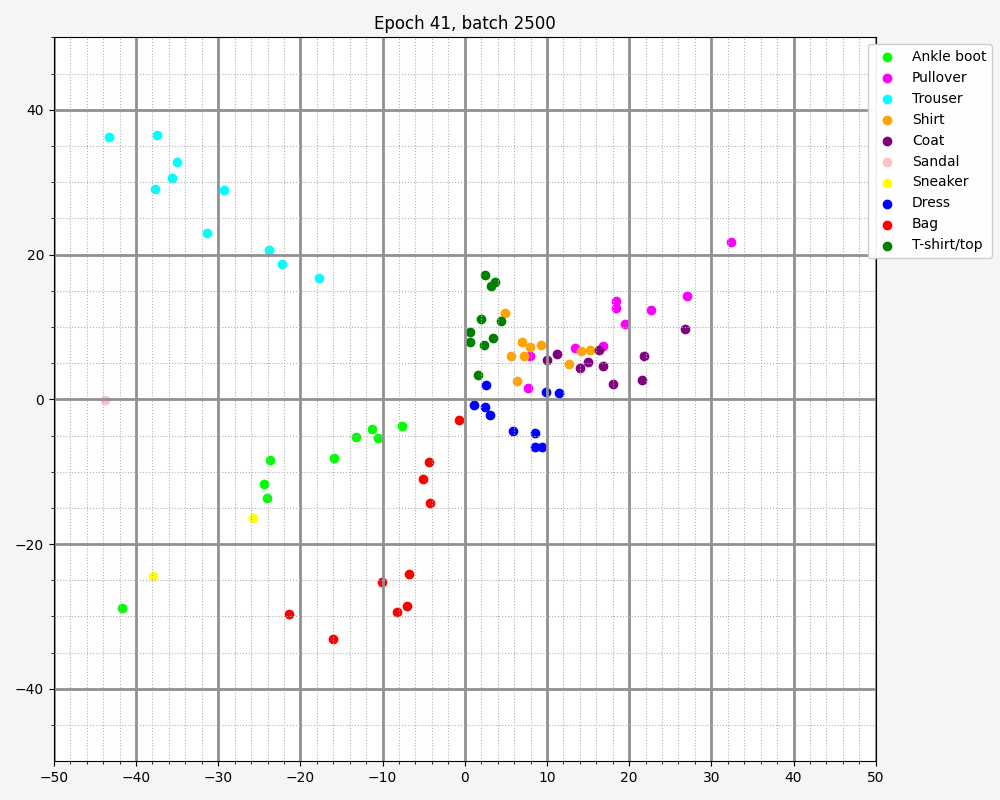 Epoch 41, batch 2500
Ankle boot
Pullover
Trouser
Shirt
Coat
Sandal
Sneaker
Dress
Bag
T-shirt/top
40
20
0
−20
−40
−50 −40 −30 −20 −10 0 10 20 30 40 50